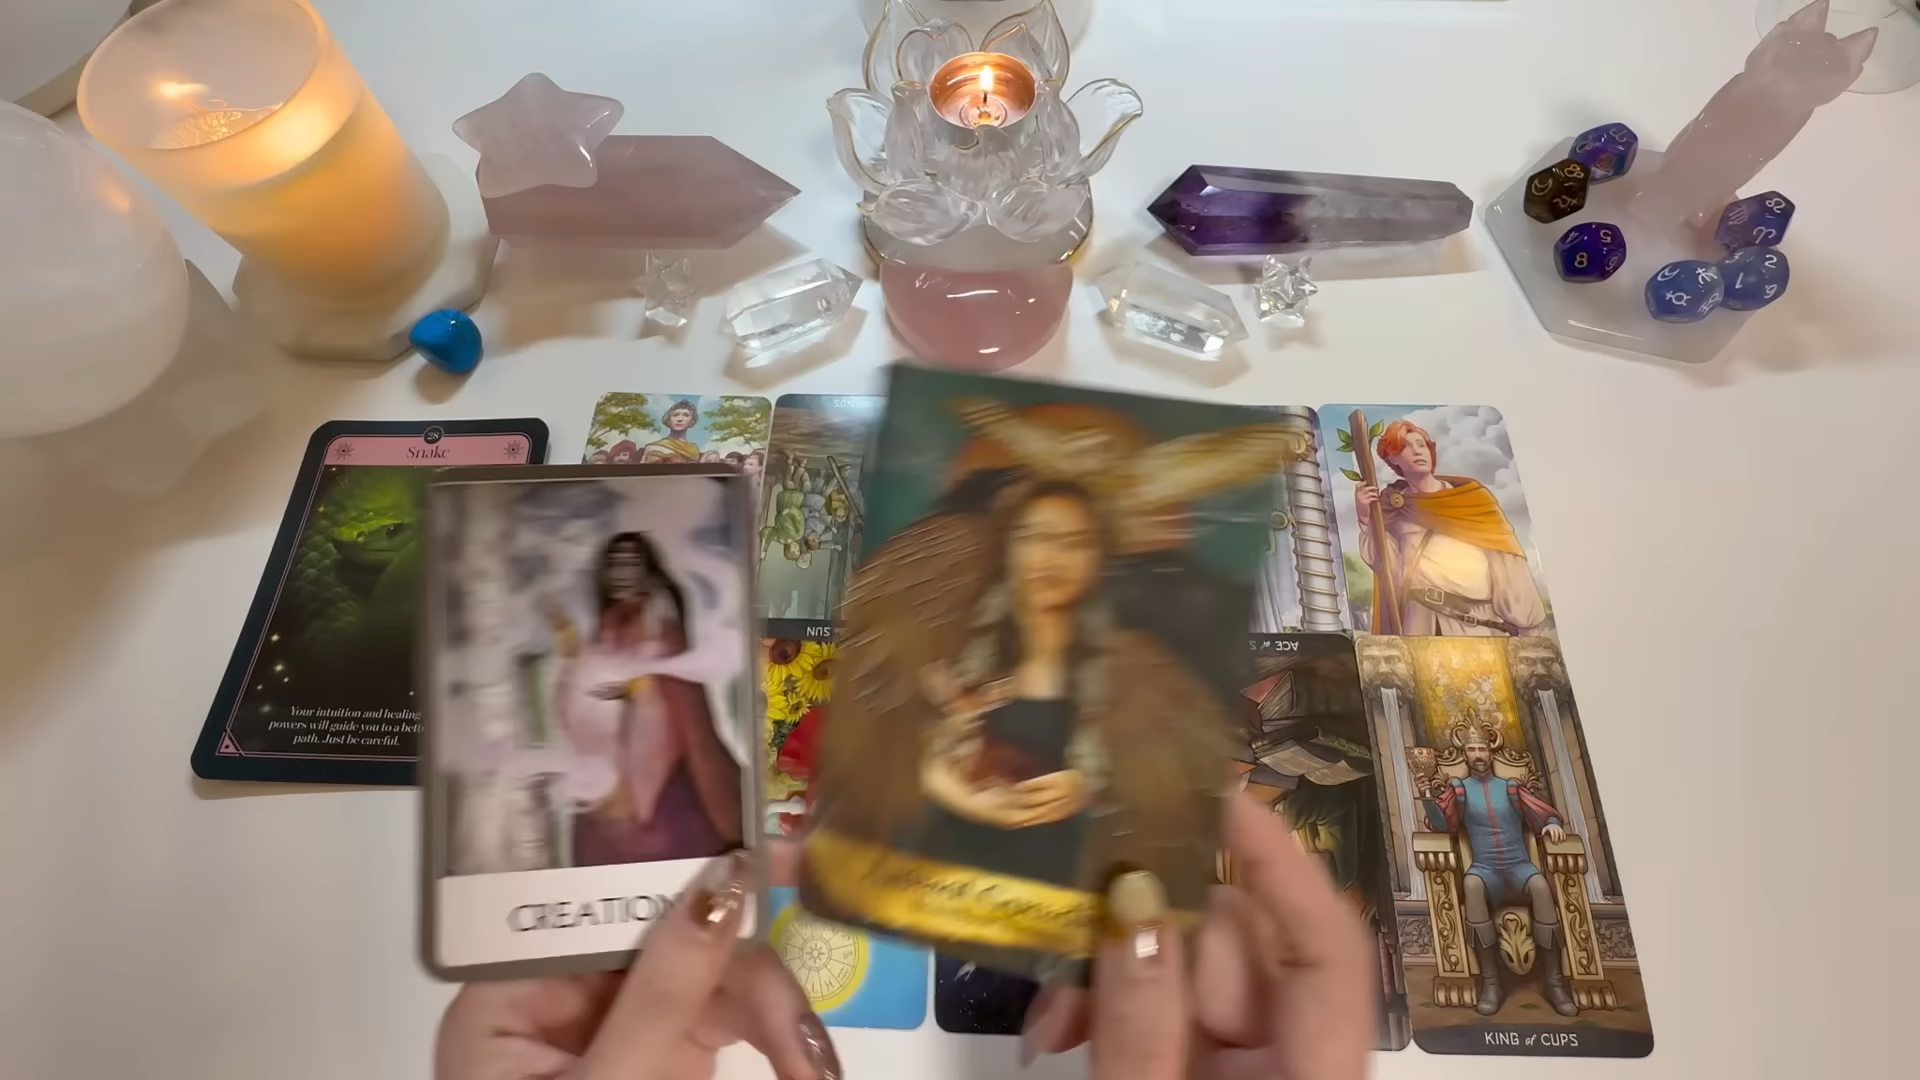 28
Snake
Your intuition and healing
powers will guide you to a bett
path. Just be careful.
CREATION
WANDS
SUN
ACE of S
KING of CUPS